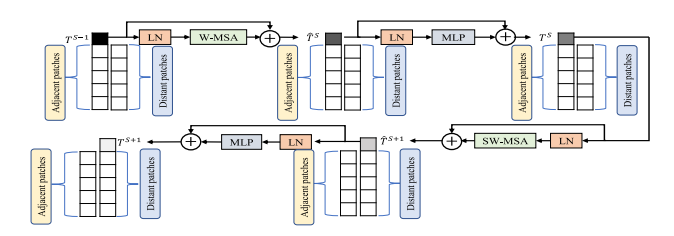 T^{S-1}
LN
W-MSA
T̂^{S}
LN
MLP
T^{S}
Adjacent patches
Distant patches
Adjacent patches
Distant patches
Adjacent patches
Distant patches
T^{S+1}
MLP
LN
T̂^{S+1}
SW-MSA
LN
Adjacent patches
Distant patches
Adjacent patches
Distant patches